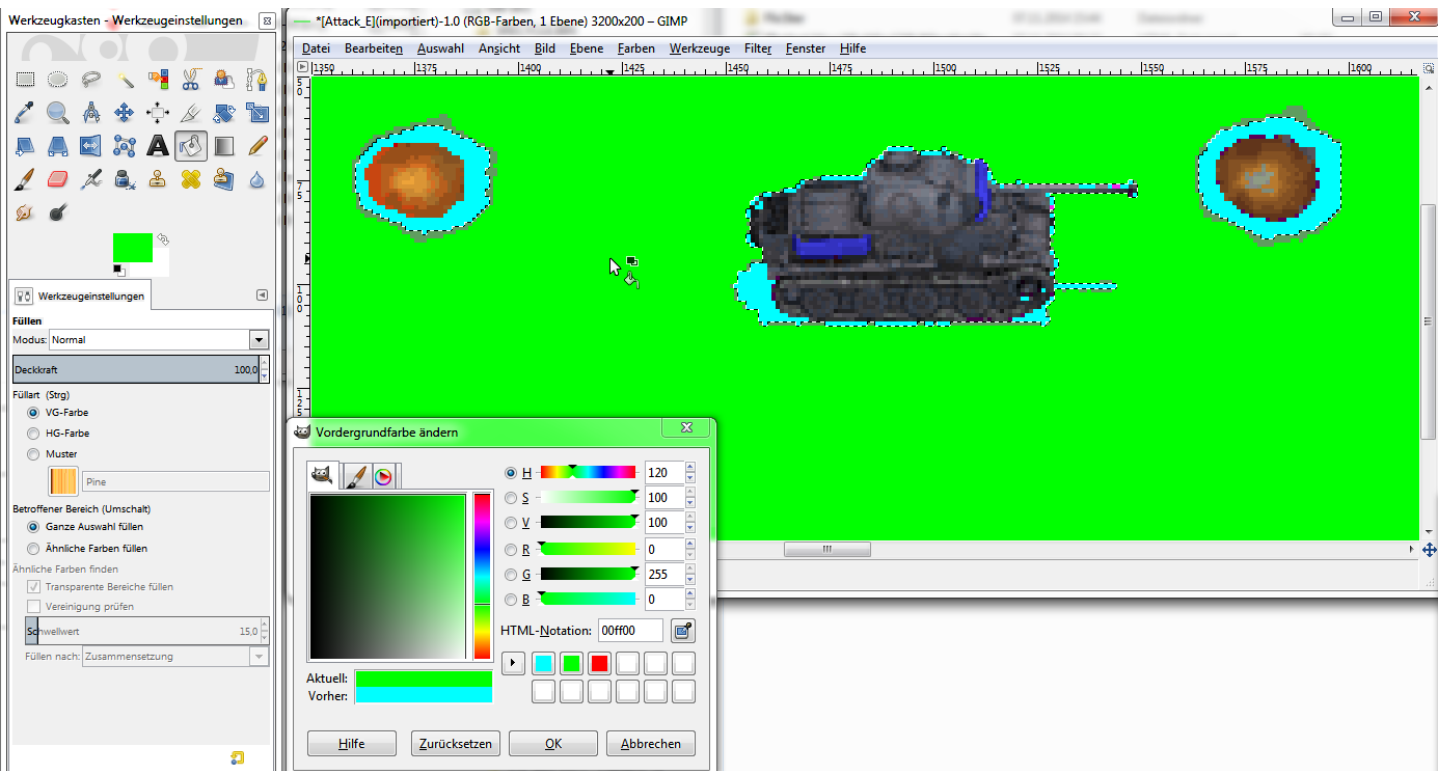 Werkzeugkasten - Werkzeugeinstellungen
*[Attack_E](importiert)-1.0 (RGB-Farben, 1 Ebene) 3200x200 – GIMP
Datei Bearbeiten Auswahl Ansicht Bild Ebene Farben Werkzeuge Filter Fenster Hilfe
1350 1375 1400 1425 1450 1475 1500 1525 1550 1575 1600
50
75
100
125
Werkzeugeinstellungen
Füllen
Modus: Normal
Deckkraft 100,0
Füllart (Strg)
VG-Farbe
HG-Farbe
Muster
Pine
Betroffener Bereich (Umschalt)
Ganze Auswahl füllen
Ähnliche Farben füllen
Ähnliche Farben finden
Transparente Bereiche füllen
Vereinigung prüfen
Schwellwert 15,0
Füllen nach: Zusammensetzung
Vordergrundfarbe ändern
H 120
S 100
V 100
R 0
G 255
B 0
HTML-Notation: 00ff00
Aktuell:
Vorher:
Hilfe Zurücksetzen OK Abbrechen